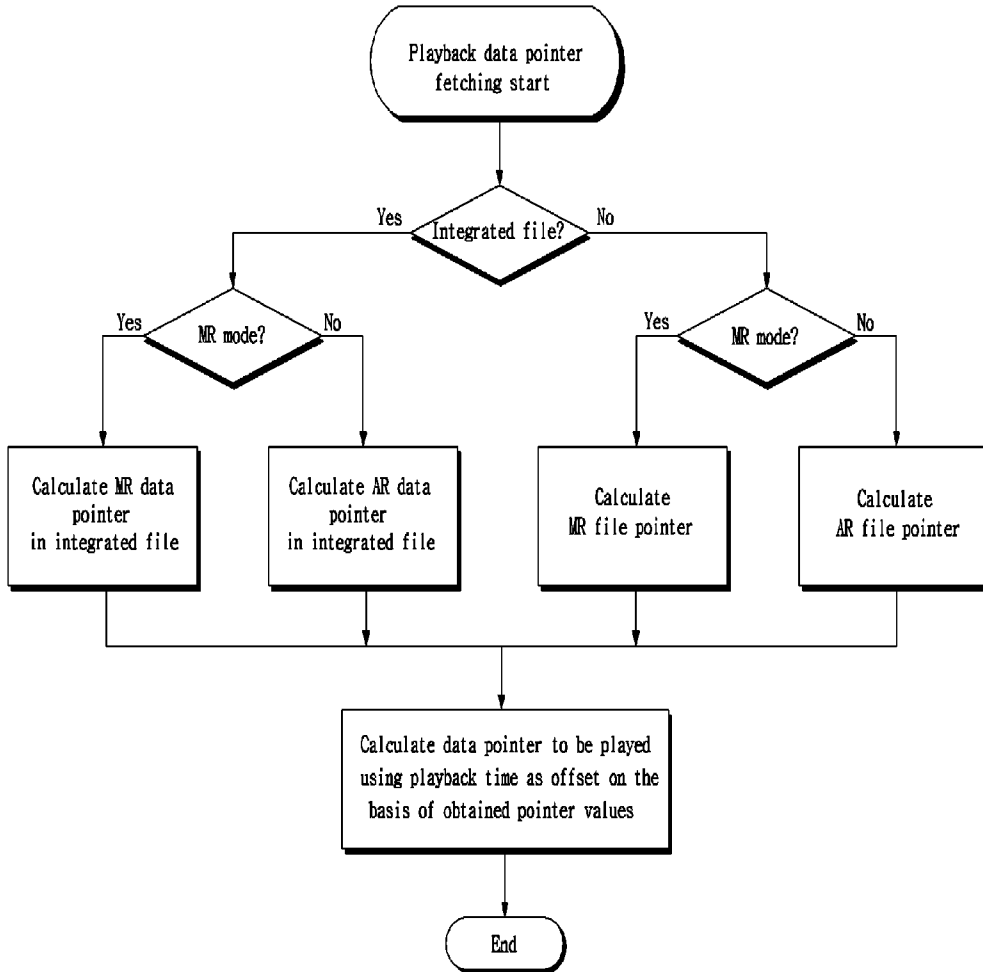 Playback data pointer
fetching start
Yes
Integrated file?
No
Yes
MR mode?
No
Yes
MR mode?
No
Calculate MR data
pointer
in integrated file
Calculate AR data
pointer
in integrated file
Calculate
MR file pointer
Calculate
AR file pointer
Calculate data pointer to be played
using playback time as offset on the
basis of obtained pointer values
End